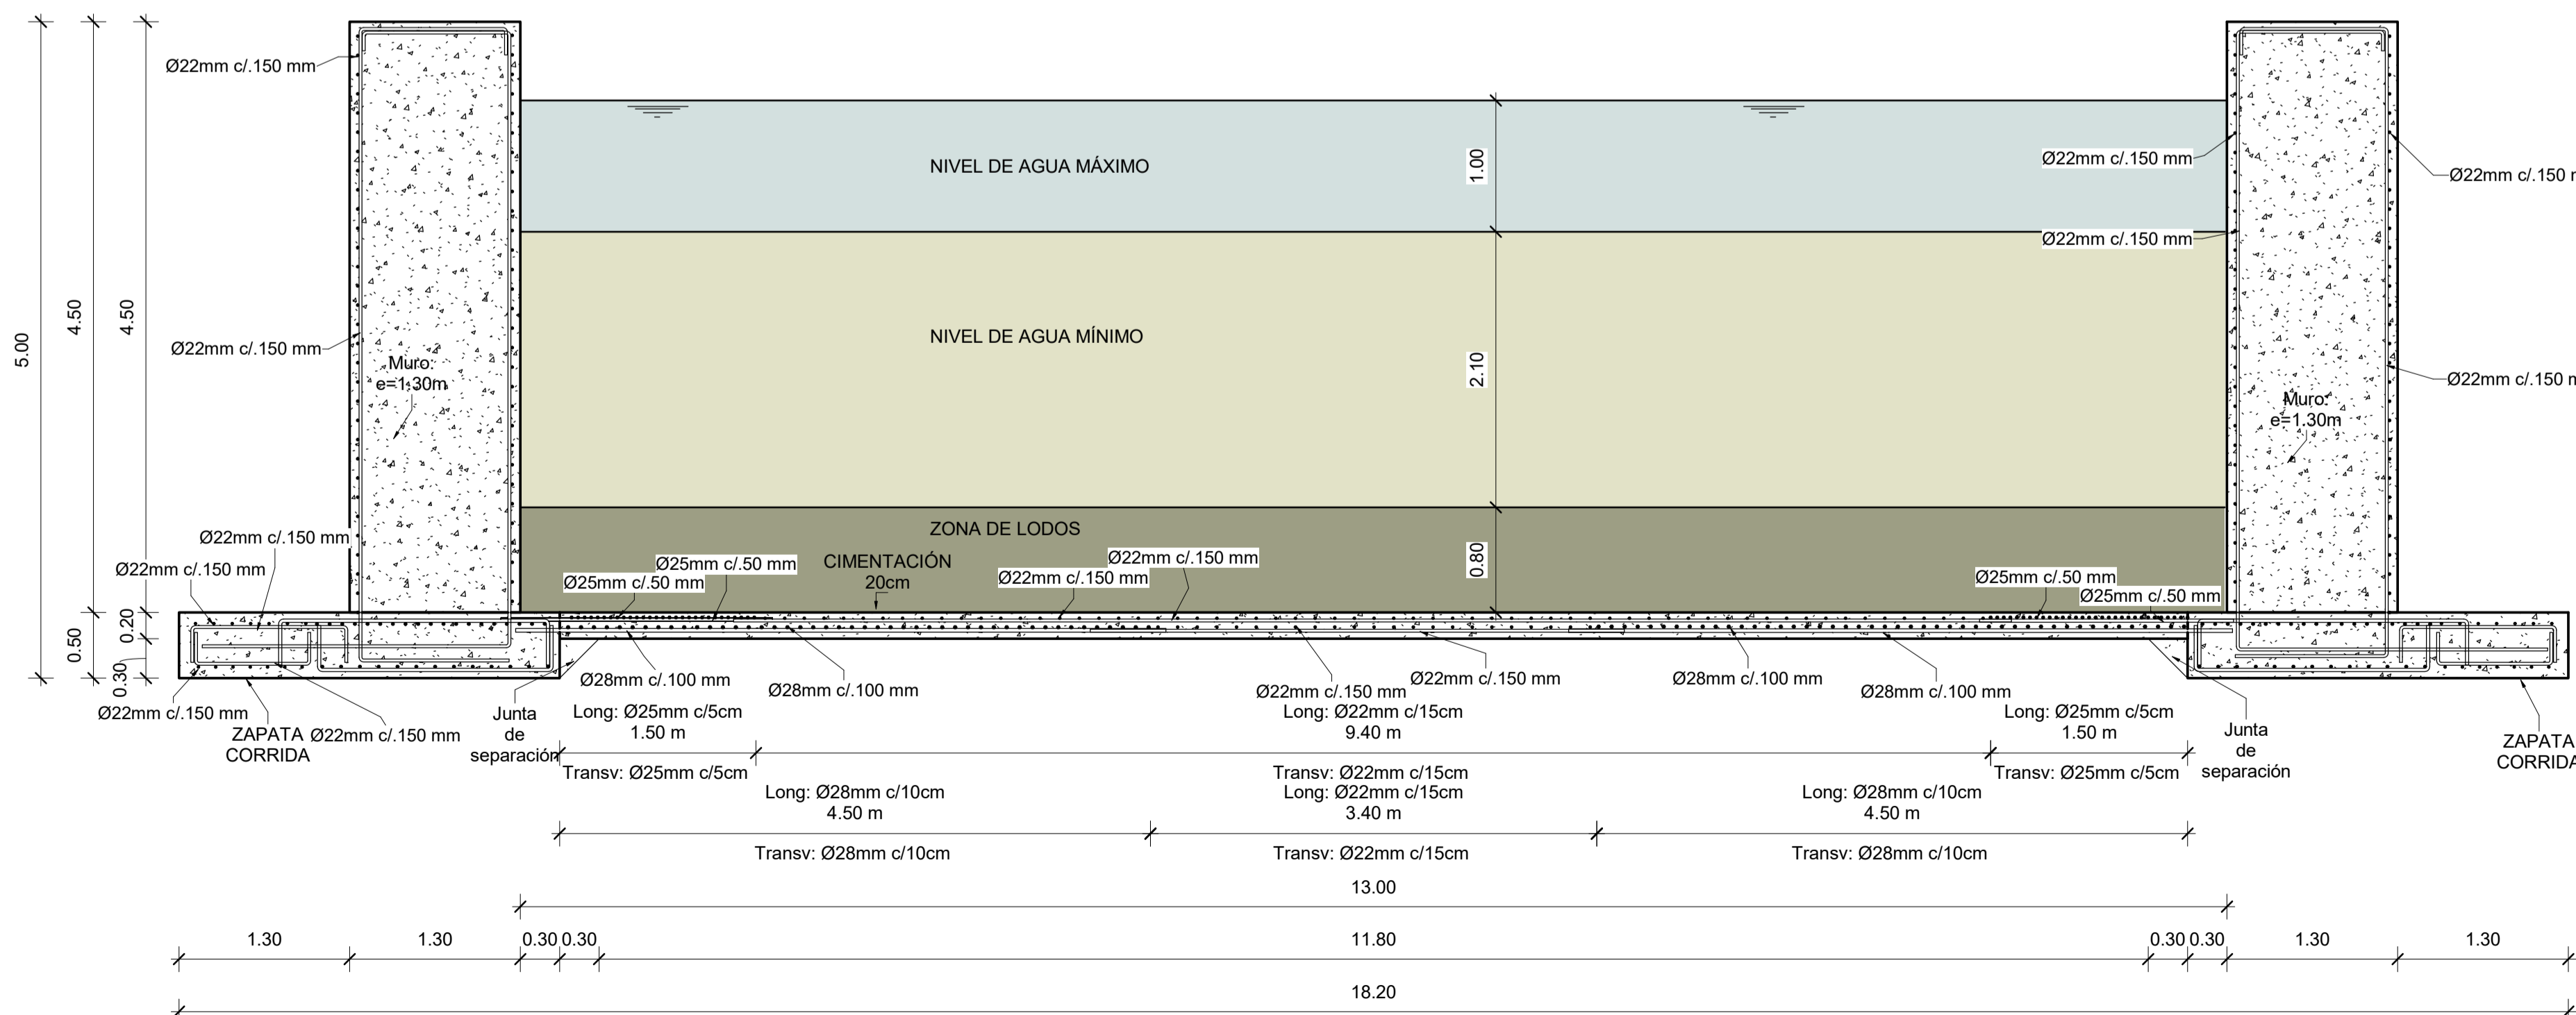 Ø22mm c/.150 mm
Ø22mm c/.150 mm
Muro:
e=1.30m
NIVEL DE AGUA MÁXIMO
1.00
Ø22mm c/.150 mm
Ø22mm c/.150 m
Ø22mm c/.150 mm
NIVEL DE AGUA MÍNIMO
2.10
Ø22mm c/.150 m
Muro:
e=1.30m
5.00
4.50
4.50
ZONA DE LODOS
0.80
CIMENTACIÓN
20cm
Ø22mm c/.150 mm
Ø22mm c/.150 mm
Ø25mm c/.50 mm
Ø25mm c/.50 mm
Ø22mm c/.150 mm
Ø22mm c/.150 mm
Ø25mm c/.50 mm
Ø25mm c/.50 mm
0.50
0.20
0.30
Ø22mm c/.150 mm
Ø22mm c/.150 mm
ZAPATA
CORRIDA
Junta
de
separación
Ø28mm c/.100 mm
Ø28mm c/.100 mm
Ø22mm c/.150 mm
Ø22mm c/.150 mm
Ø28mm c/.100 mm
Ø28mm c/.100 mm
Junta
de
separación
ZAPATA
CORRIDA
Long: Ø25mm c/5cm
1.50 m
Transv: Ø25mm c/5cm
Long: Ø22mm c/15cm
9.40 m
Transv: Ø22mm c/15cm
Long: Ø25mm c/5cm
1.50 m
Transv: Ø25mm c/5cm
Long: Ø28mm c/10cm
4.50 m
Transv: Ø28mm c/10cm
Long: Ø22mm c/15cm
3.40 m
Transv: Ø22mm c/15cm
Long: Ø28mm c/10cm
4.50 m
Transv: Ø28mm c/10cm
13.00
1.30
1.30
0.30
0.30
11.80
0.30
0.30
1.30
1.30
18.20